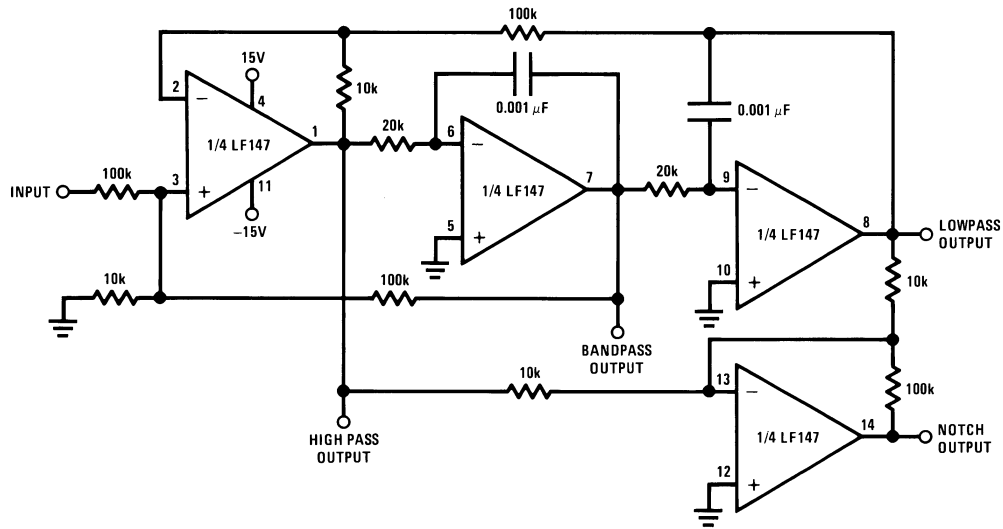 100k
15V
2
4
10k
0.001 µF
0.001 µF
1/4 LF147
1
20k
6
INPUT
100k
3
11
1/4 LF147
7
20k
9
−15V
5
1/4 LF147
8
LOWPASS
OUTPUT
10k
100k
10
10k
BANDPASS
OUTPUT
10k
13
100k
HIGH PASS
OUTPUT
1/4 LF147
14
NOTCH
OUTPUT
12
−
+
−
+
−
+
−
+